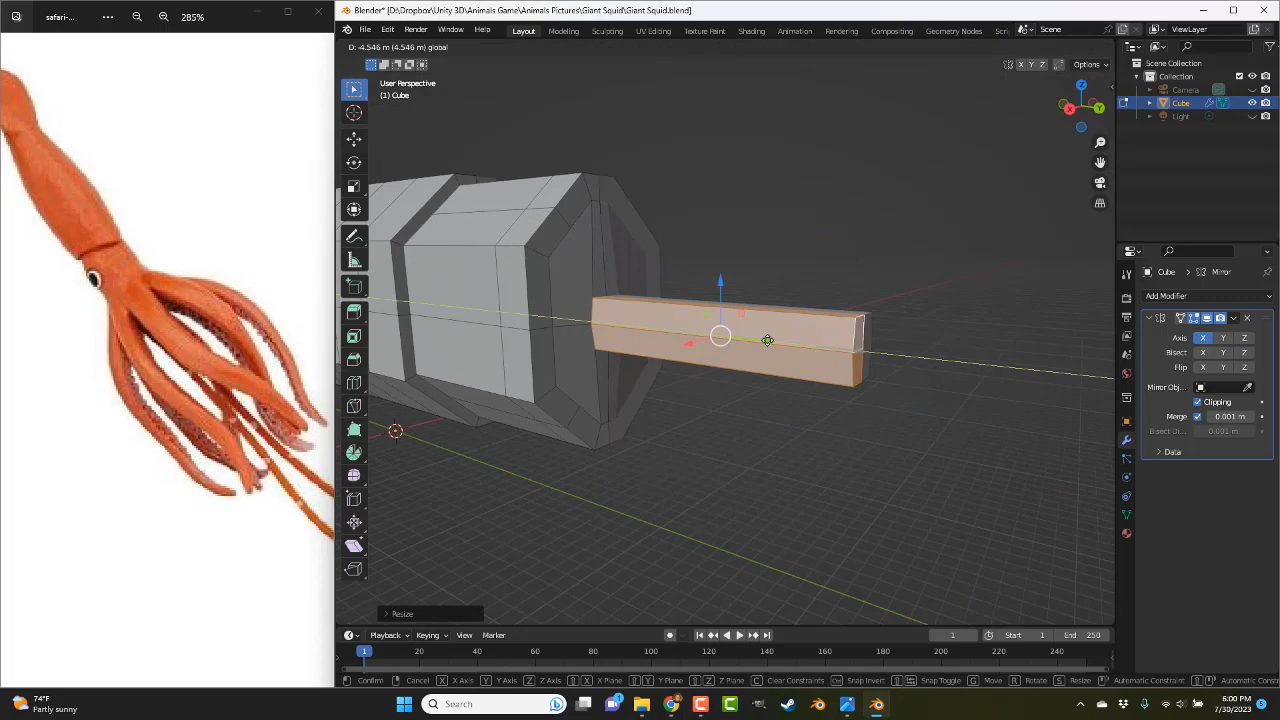 safari-... 285%
Blender* [D:\Dropbox\Unity 3D\Animals Game\Animals Pictures\Giant Squid\Giant Squid.blend]
File Edit Render Window Help Layout Modeling Sculpting UV Editing Texture Paint Shading Animation Rendering Compositing Geometry Nodes Scri Scene ViewLayer
D: -4.546 m (4.546 m) global
X Y Z Options
User Perspective
(1) Cube
Z
X Y
Scene Collection
Collection
Camera
Cube
Light
Cube Mirror
Add Modifier
Axis X Y Z
Bisect X Y Z
Flip X Y Z
Mirror Obj...
Clipping
Merge 0.001 m
Bisect Di... 0.001 m
Data
Resize
Playback Keying View Marker 1 Start 1 End 250
1 20 40 60 80 100 120 140 160 180 200 220 240
Confirm Cancel X X Axis Y Y Axis Z Z Axis X X Plane Y Y Plane Z Z Plane C Clear Constraints Snap Invert Snap Toggle G Move R Rotate S Resize Automatic Constraint Automatic Constr
74°F
Partly sunny
Search
6:00 PM
7/30/2023